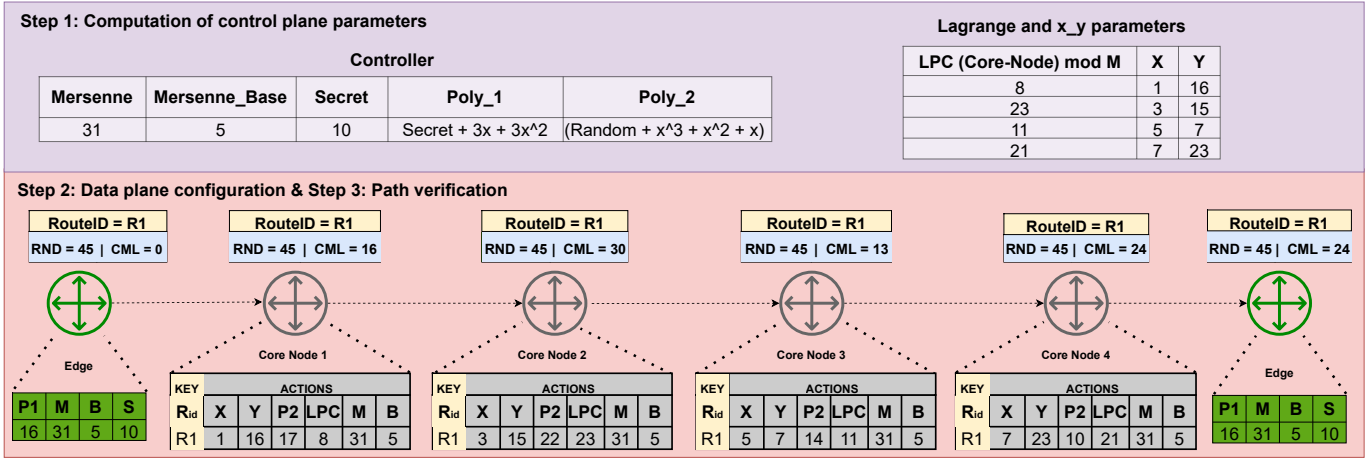 Step 1: Computation of control plane parameters
Controller
Mersenne Mersenne_Base Secret Poly_1 Poly_2
31 5 10 Secret + 3x + 3x^2 (Random + x^3 + x^2 + x)
Lagrange and x_y parameters
LPC (Core-Node) mod M X Y
8 1 16
23 3 15
11 5 7
21 7 23
Step 2: Data plane configuration & Step 3: Path verification
RouteID = R1
RND = 45 | CML = 0
RouteID = R1
RND = 45 | CML = 16
RouteID = R1
RND = 45 | CML = 30
RouteID = R1
RND = 45 | CML = 13
RouteID = R1
RND = 45 | CML = 24
RouteID = R1
RND = 45 | CML = 24
Edge
P1 M B S
16 31 5 10
Core Node 1
KEY ACTIONS
Rid X Y P2 LPC M B
R1 1 16 17 8 31 5
Core Node 2
KEY ACTIONS
Rid X Y P2 LPC M B
R1 3 15 22 23 31 5
Core Node 3
KEY ACTIONS
Rid X Y P2 LPC M B
R1 5 7 14 11 31 5
Core Node 4
KEY ACTIONS
Rid X Y P2 LPC M B
R1 7 23 10 21 31 5
Edge
P1 M B S
16 31 5 10